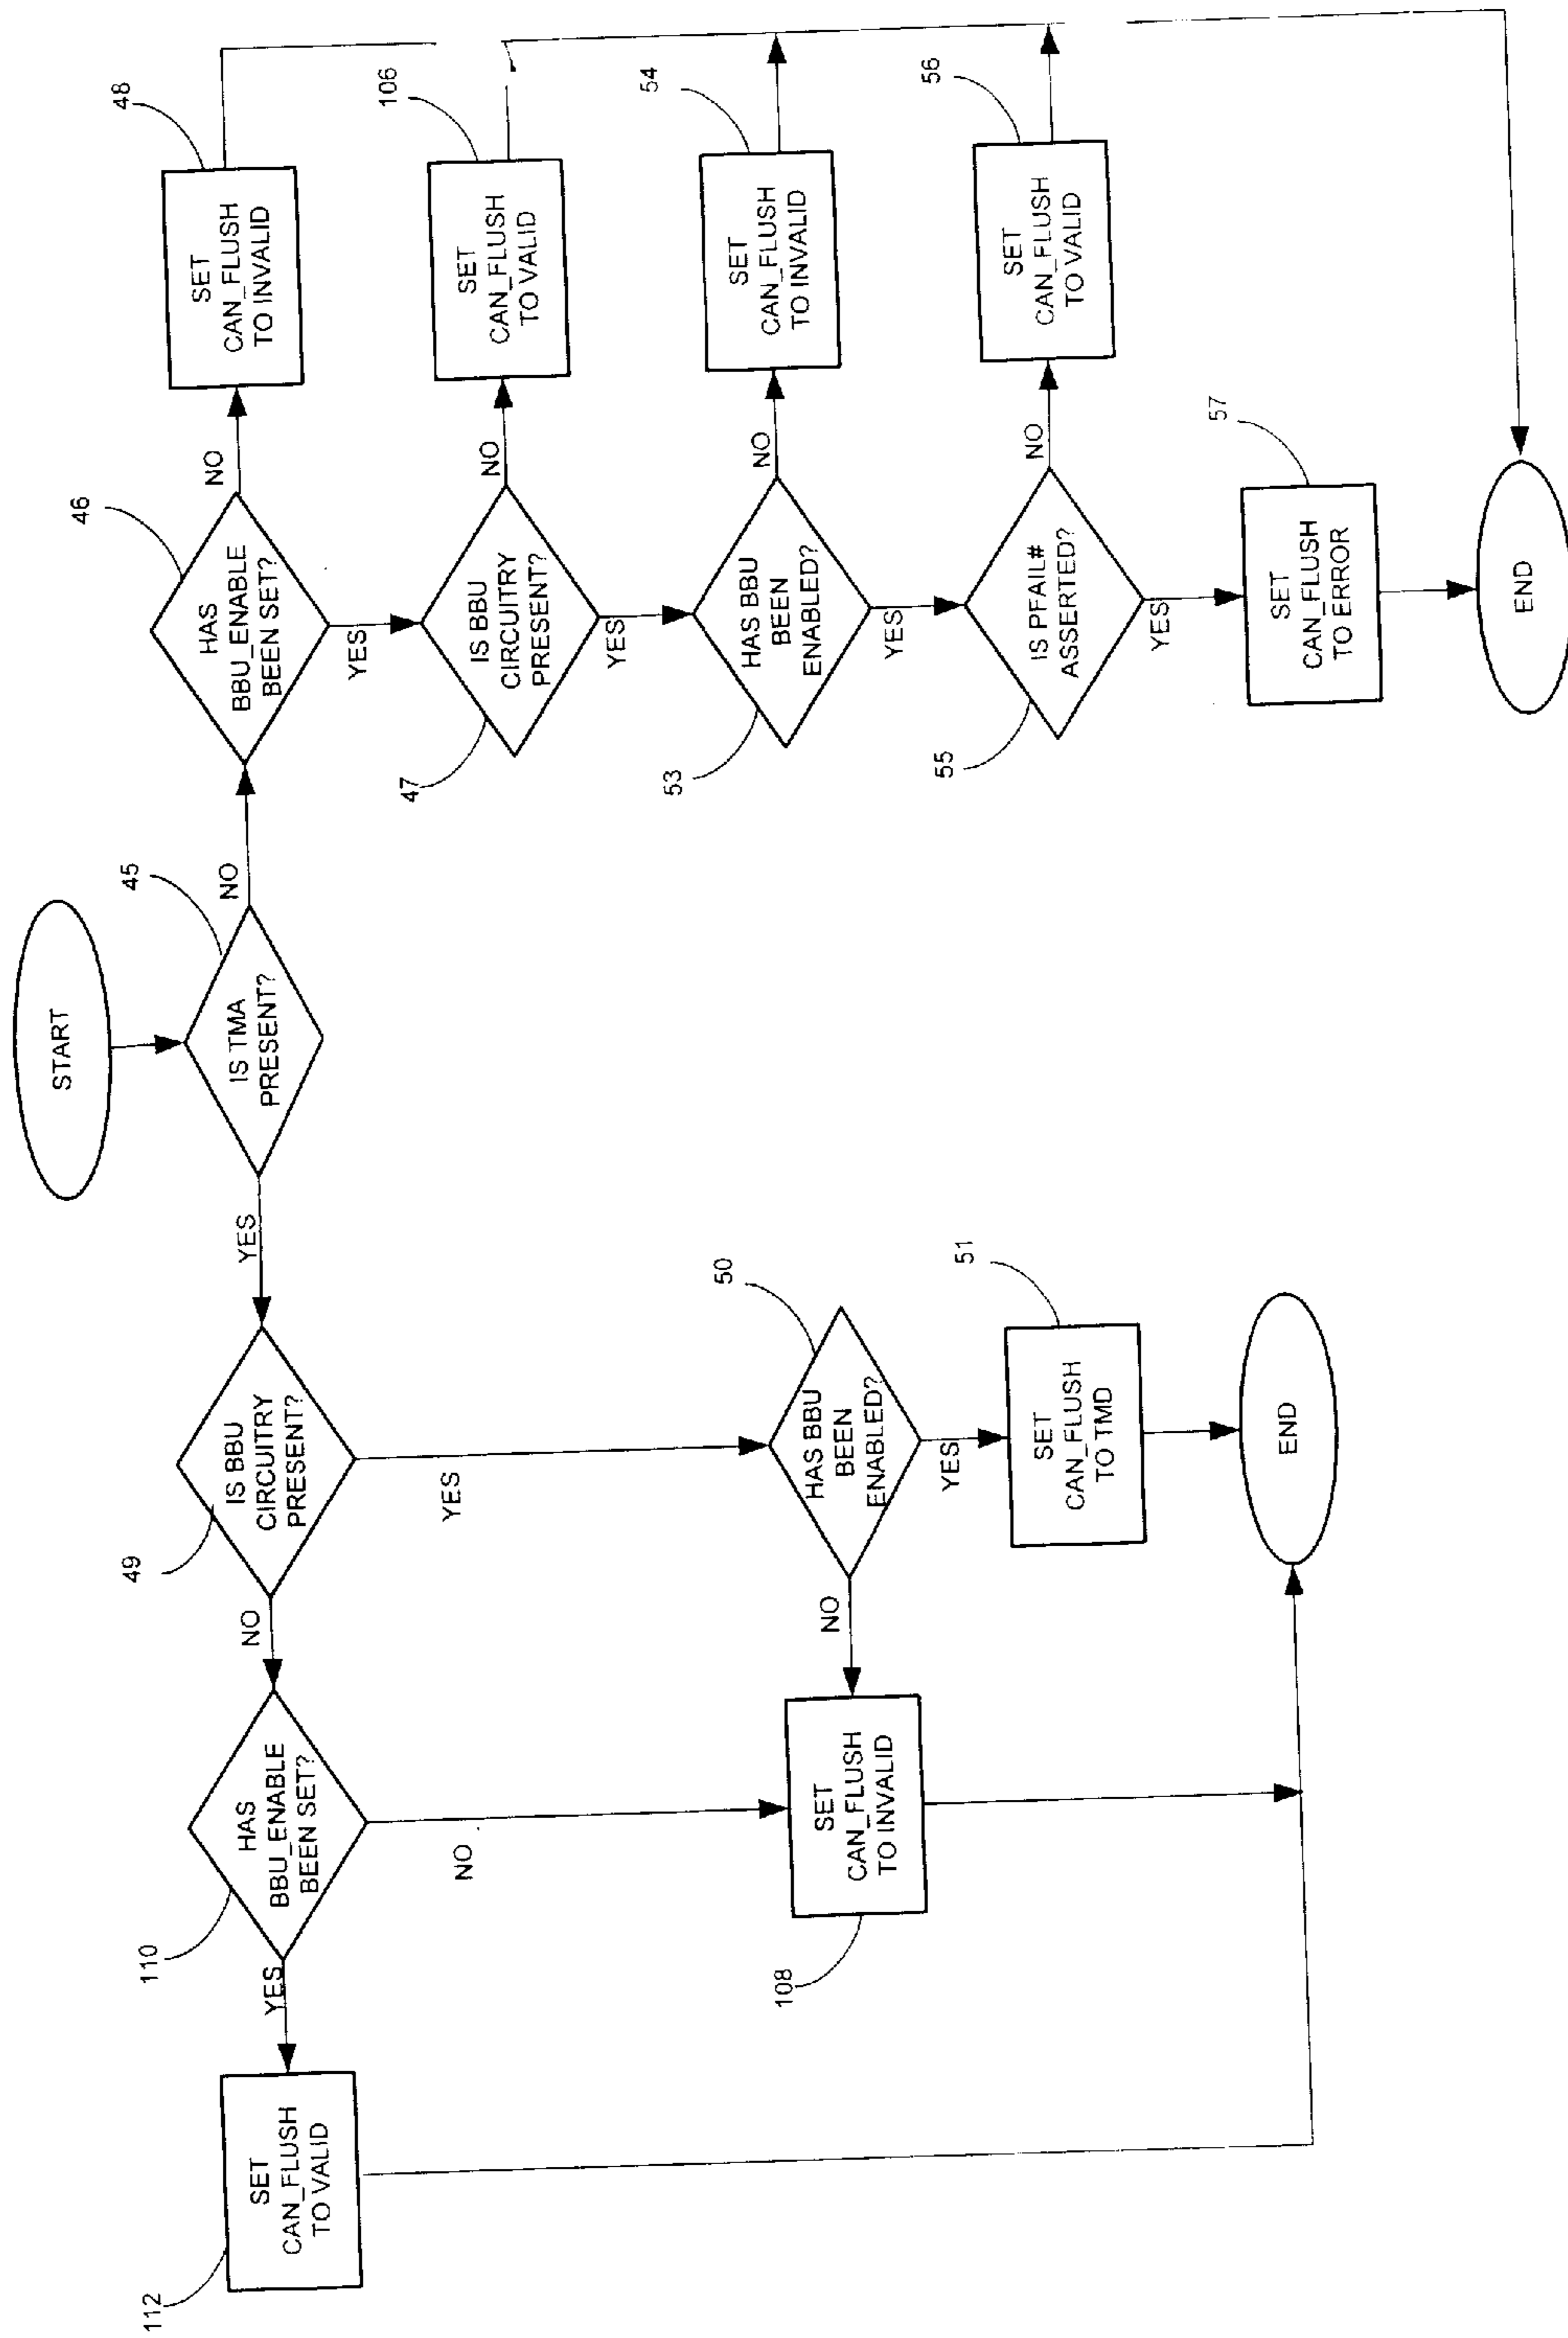 START
IS TMA
PRESENT?
45
NO
YES
HAS
BBU_ENABLE
BEEN SET?
46
NO
YES
SET
CAN_FLUSH
TO INVALID
48
IS BBU
CIRCUITRY
PRESENT?
47
NO
YES
SET
CAN_FLUSH
TO VALID
106
HAS BBU
BEEN
ENABLED?
53
NO
YES
SET
CAN_FLUSH
TO INVALID
54
IS PFAIL#
ASSERTED?
55
NO
YES
SET
CAN_FLUSH
TO VALID
56
SET
CAN_FLUSH
TO ERROR
57
END
IS BBU
CIRCUITRY
PRESENT?
49
NO
YES
HAS
BBU_ENABLE
BEEN SET?
110
YES
NO
SET
CAN_FLUSH
TO VALID
112
HAS BBU
BEEN
ENABLED?
50
NO
YES
SET
CAN_FLUSH
TO INVALID
108
SET
CAN_FLUSH
TO TMD
51
END